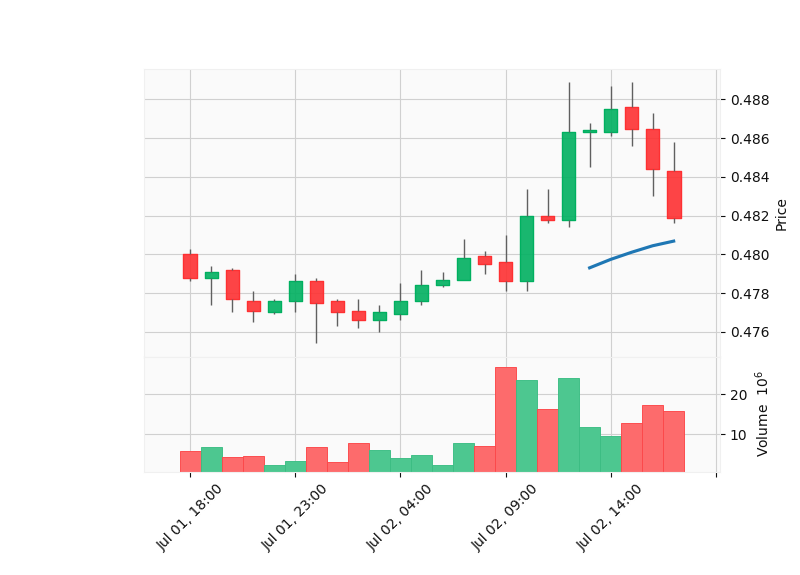 0.488
0.486
0.484
0.482
0.480
0.478
0.476
Price
20
10
Volume 10^6
Jul 01, 18:00
Jul 01, 23:00
Jul 02, 04:00
Jul 02, 09:00
Jul 02, 14:00